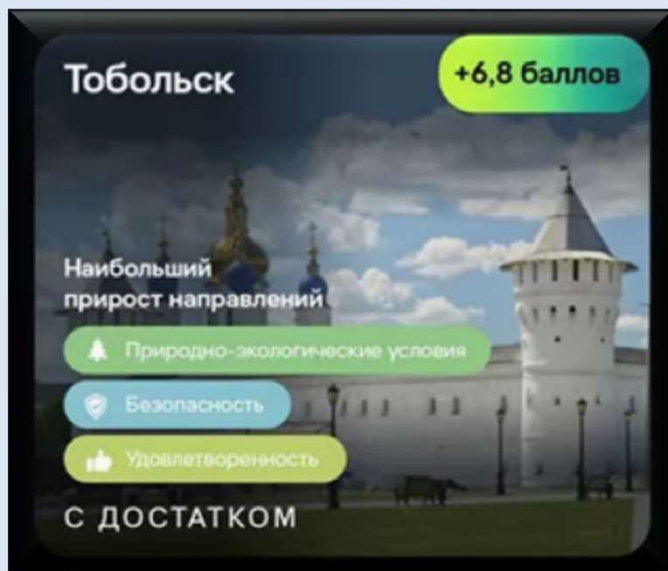 Тобольск
+6,8 баллов
Наибольший
прирост направлений
Природно-экологические условия
Безопасность
Удовлетворенность
С ДОСТАТКОМ